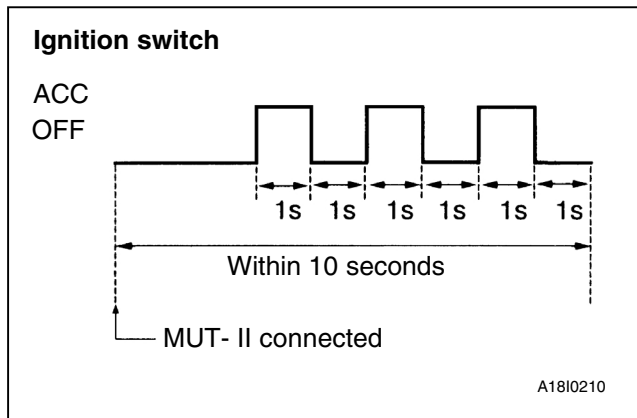 Ignition switch
ACC
OFF
1s 1s 1s 1s 1s 1s
Within 10 seconds
MUT- II connected
A18I0210